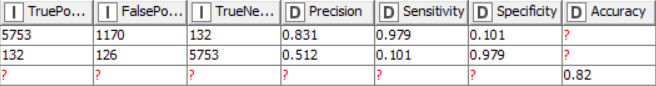 I TruePo... I FalsePo... I TrueNe... D Precision D Sensitivity D Specificity D Accuracy
5753 1170 132 0.831 0.979 0.101 ?
132 126 5753 0.512 0.101 0.979 ?
? ? ? ? ? ? 0.82